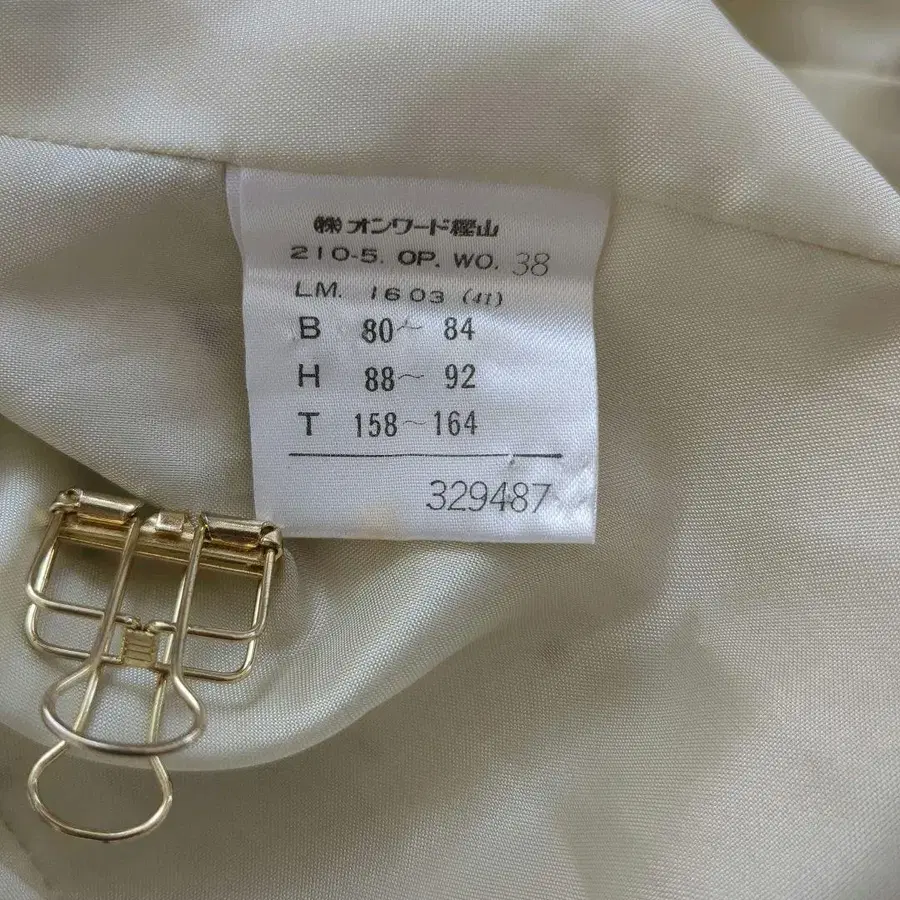 ㈱オンワード樫山
210-5. OP. WO. 38
LM. 1603 (41)
B 80～84
H 88～92
T 158～164
329487